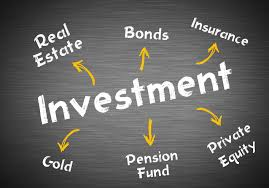 Real
Estate
Bonds
Insurance
Investment
Gold
Pension
Fund
Private
Equity